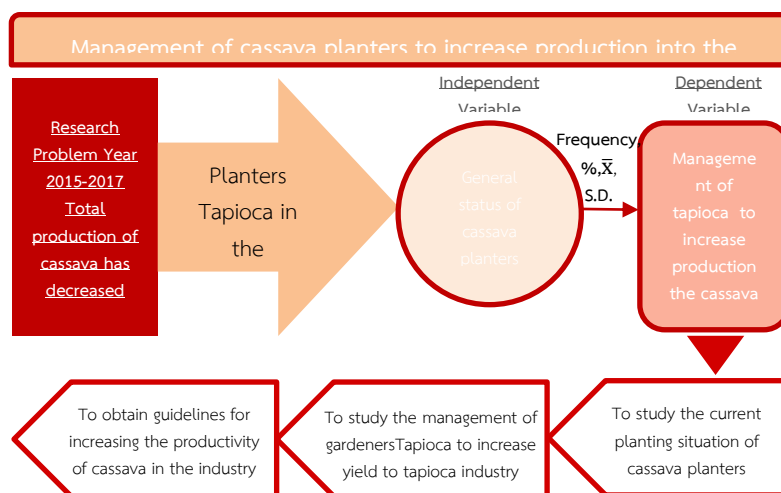 Management of cassava planters to increase production into the
Independent
Variable
Dependent
Variable
Research
Problem Year
2015-2017
Total
production of
cassava has
decreased
Planters
Tapioca in
the
General
status of
cassava
planters
Frequency,
%,X̅,
S.D.
Manageme
nt of
tapioca to
increase
production
the cassava
To obtain guidelines for
increasing the productivity
of cassava in the industry
To study the management of
gardenersTapioca to increase
yield to tapioca industry
To study the current
planting situation of
cassava planters